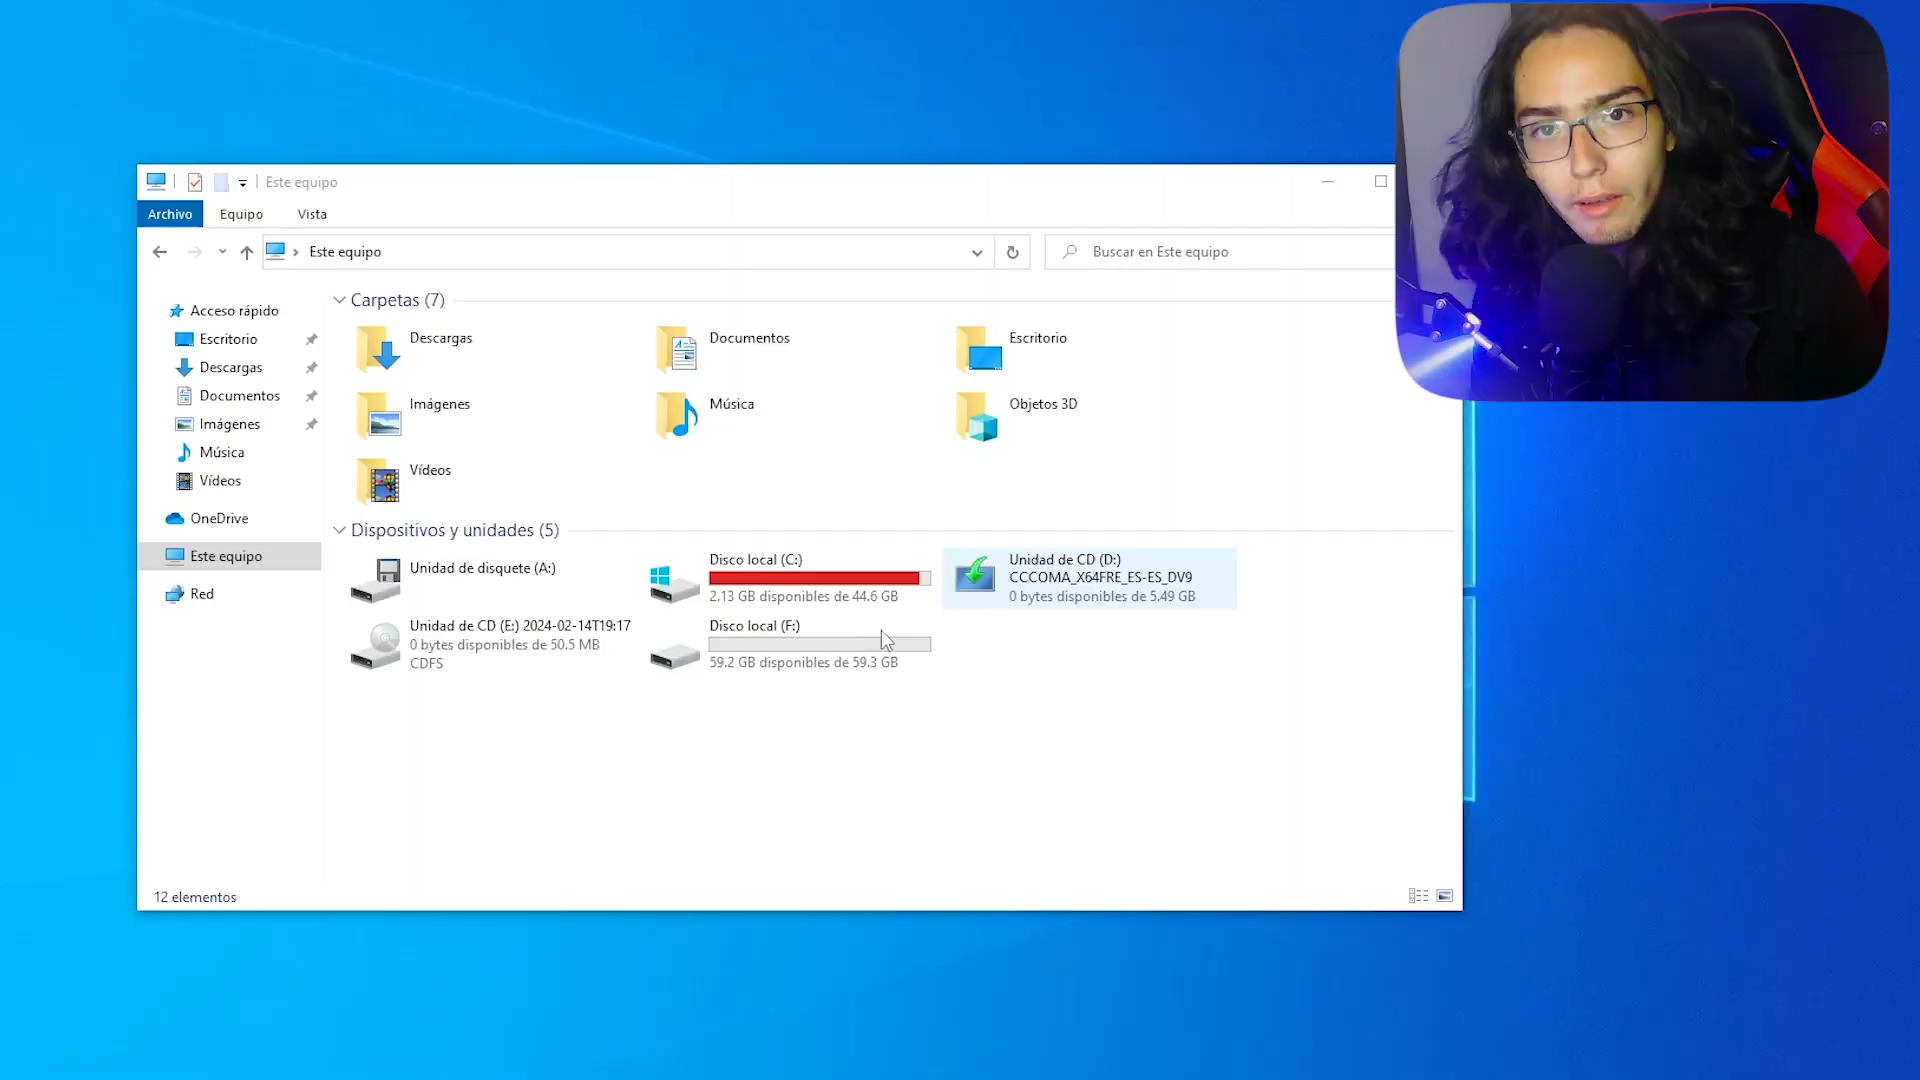 Este equipo
Archivo Equipo Vista
Este equipo
Buscar en Este equipo
Acceso rápido
Escritorio
Descargas
Documentos
Imágenes
Música
Vídeos
OneDrive
Este equipo
Red
Carpetas (7)
Descargas
Documentos
Escritorio
Imágenes
Música
Objetos 3D
Vídeos
Dispositivos y unidades (5)
Unidad de disquete (A:)
Disco local (C:)
2.13 GB disponibles de 44.6 GB
Unidad de CD (D:)
CCCOMA_X64FRE_ES-ES_DV9
0 bytes disponibles de 5.49 GB
Unidad de CD (E:) 2024-02-14T19:17
0 bytes disponibles de 50.5 MB
CDFS
Disco local (F:)
59.2 GB disponibles de 59.3 GB
12 elementos